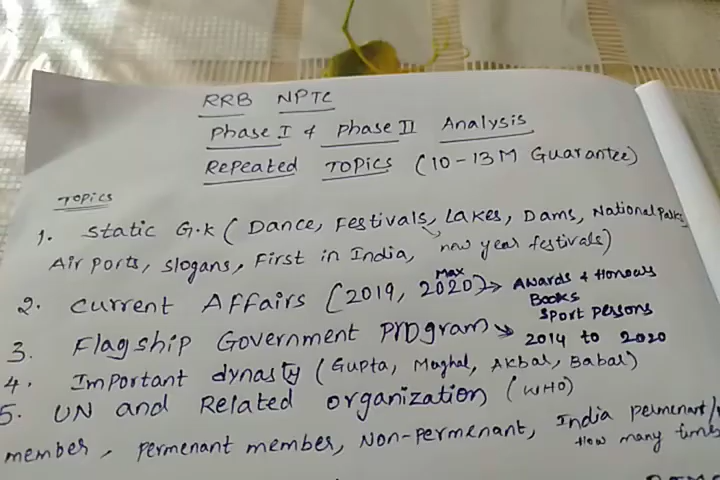 RRB NPTC
Phase I & Phase II Analysis
Repeated TOPICS (10-13M Guarantee)
TOPICS
1. Static G.K ( Dance, Festivals, Lakes, Dams, National Parks,
Air ports, slogans, First in India, new year festivals)
2. Current Affairs (2019, 2020) → Awards & Honours
Max
Books
Sport persons
3. Flagship Government program → 2014 to 2020
4. Important dynasty (Gupta, Moghal, Akbar, Babar)
5. UN and Related organization (WHO)
member, permenant member, Non-permenant, India permenant/
How many times